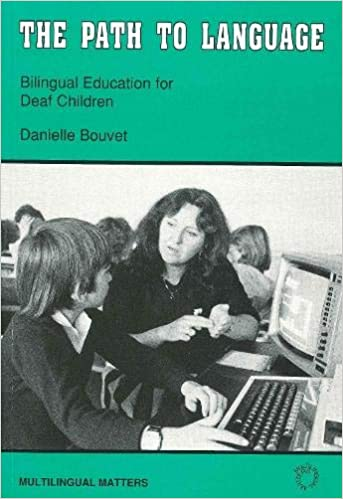 THE PATH TO LANGUAGE
Bilingual Education for
Deaf Children
Danielle Bouvet
MULTILINGUAL MATTERS